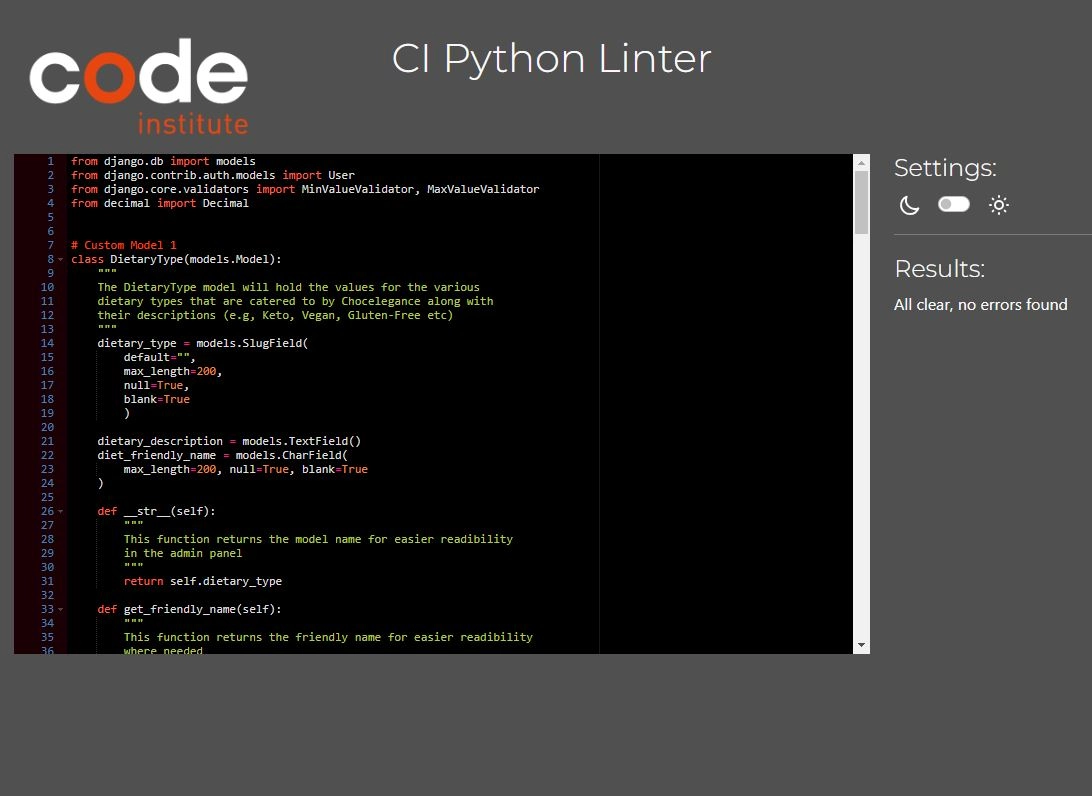 code
institute
CI Python Linter
1 from django.db import models
2 from django.contrib.auth.models import User
3 from django.core.validators import MinValueValidator, MaxValueValidator
4 from decimal import Decimal
5
6
7 # Custom Model 1
8 class DietaryType(models.Model):
9     """
10     The DietaryType model will hold the values for the various
11     dietary types that are catered to by Chocelegance along with
12     their descriptions (e.g, Keto, Vegan, Gluten-Free etc)
13     """
14     dietary_type = models.SlugField(
15         default="",
16         max_length=200,
17         null=True,
18         blank=True
19         )
20
21     dietary_description = models.TextField()
22     diet_friendly_name = models.CharField(
23         max_length=200, null=True, blank=True
24     )
25
26     def __str__(self):
27         """
28         This function returns the model name for easier readibility
29         in the admin panel
30         """
31         return self.dietary_type
32
33     def get_friendly_name(self):
34         """
35         This function returns the friendly name for easier readibility
36         where needed
Settings:
Results:
All clear, no errors found